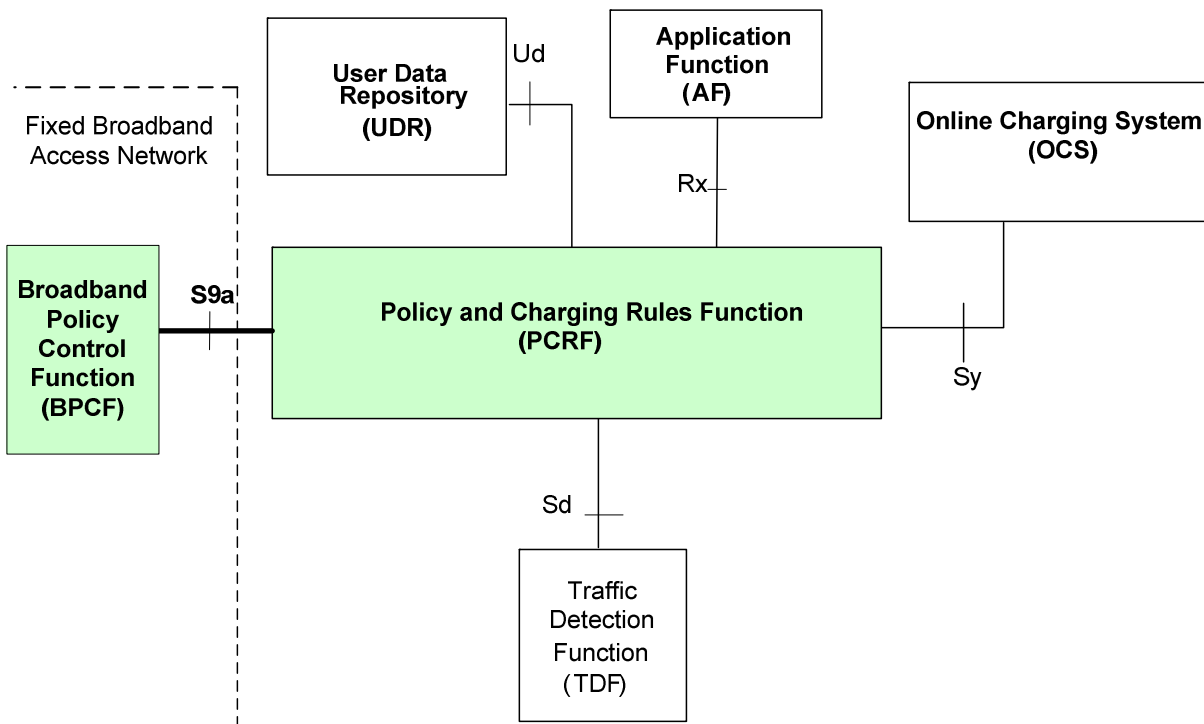 User Data
Repository
(UDR)
Ud
Application
Function
(AF)
Rx
Online Charging System
(OCS)
Fixed Broadband
Access Network
Broadband
Policy
Control
Function
(BPCF)
S9a
Policy and Charging Rules Function
(PCRF)
Sy
Sd
Traffic
Detection
Function
(TDF)